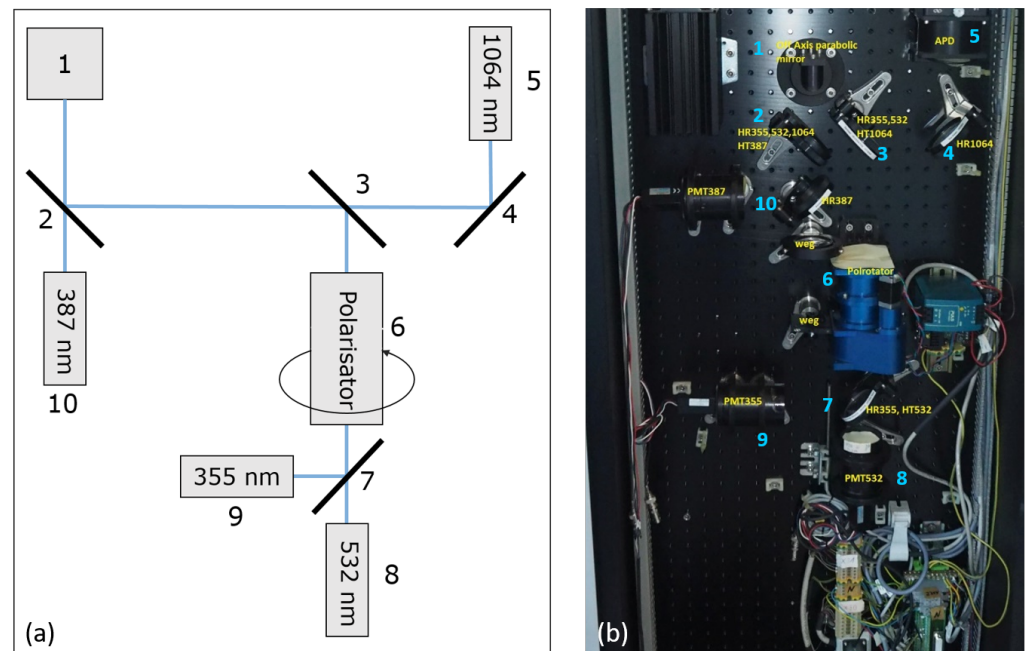 1
2
3
4
1064 nm
5
Polarisator
6
7
355 nm
9
532 nm
8
387 nm
10
(a)
1
Off Axis parabolic
mirror
APD
5
2
HR355,532,1064
HT387
HR355,532
HT1064
3
HR1064
4
PMT387
10
HR387
weg
6
Polrotator
weg
PMT355
9
7
HR355, HT532
PMT532
8
(b)